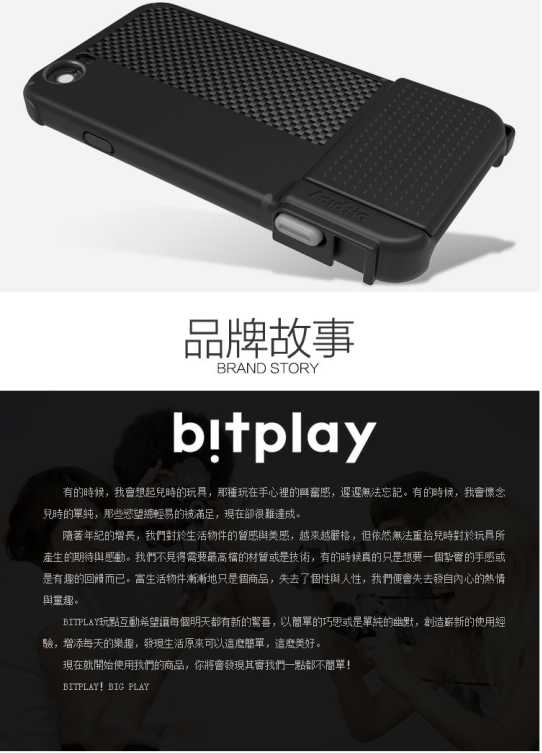 bitplay
品牌故事
BRAND STORY
b!tplay
有的時候，我會想起兒時的玩具，那種玩在手心裡的興奮感，遲遲無法忘記。有的時候，我會懷念
兒時的單純，那些慾望總輕易的被滿足，現在卻很難達成。
隨著年紀的增長，我們對於生活物件的質感與美感，越來越嚴格，但依然無法重拾兒時對於玩具所
產生的期待與感動。我們不見得需要最高檔的材質或是技術，有的時候真的只是想要一個紮實的手感或
是有趣的回饋而已。當生活物件漸漸地只是個商品，失去了個性與人性，我們便會失去發自內心的熱情
與童趣。
BITPLAY玩點互動希望讓每個明天都有新的驚喜，以簡單的巧思或是單純的幽默，創造嶄新的使用經
驗，增添每天的樂趣，發現生活原來可以這麼簡單，這麼美好。
現在就開始使用我們的商品，你將會發現其實我們一點都不簡單！
BITPLAY! BIG PLAY